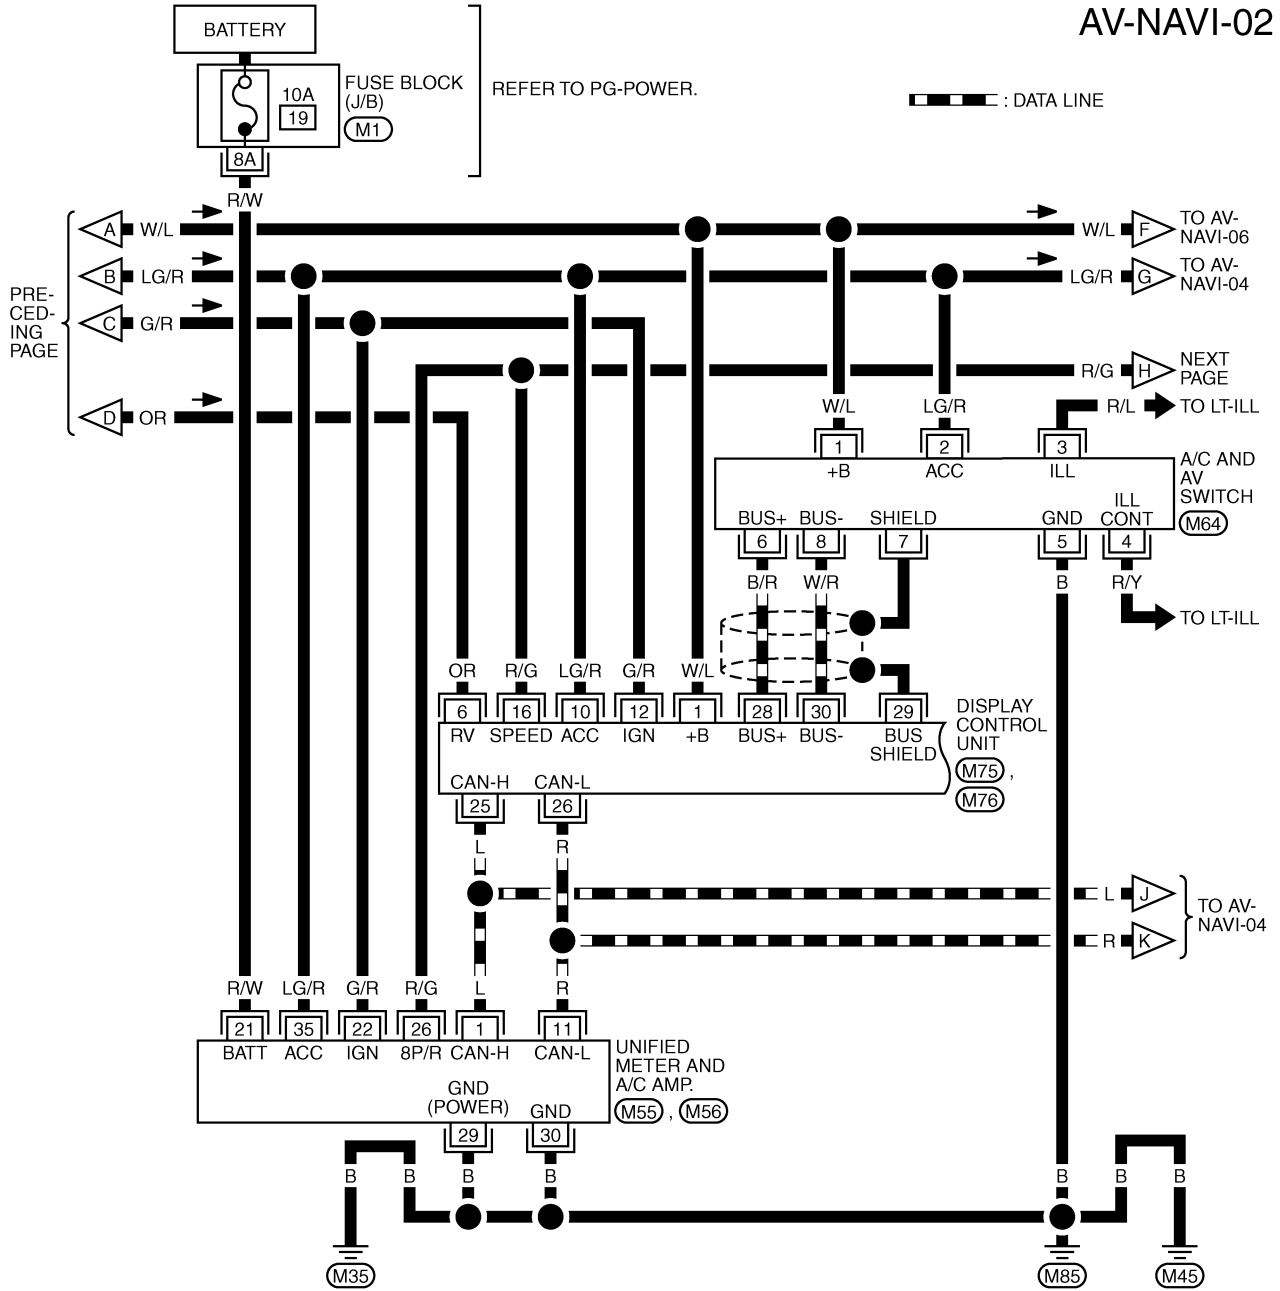 AV-NAVI-02
BATTERY
10A
19
FUSE BLOCK
(J/B)
M1
REFER TO PG-POWER.
: DATA LINE
8A
R/W
PRE-
CED-
ING
PAGE
A W/L
W/L F
TO AV-
NAVI-06
B LG/R
LG/R G
TO AV-
NAVI-04
C G/R
R/G H
NEXT
PAGE
D OR
W/L LG/R R/L TO LT-ILL
1 2 3
+B ACC ILL
A/C AND
AV
SWITCH
M64
BUS+ BUS- SHIELD GND ILL
CONT
6 8 7 5 4
B/R W/R B R/Y
TO LT-ILL
OR R/G LG/R G/R W/L
6 16 10 12 1 28 30 29
RV SPEED ACC IGN +B BUS+ BUS- BUS
SHIELD
DISPLAY
CONTROL
UNIT
M75 ,
M76
CAN-H CAN-L
25 26
L R
L J
R K
TO AV-
NAVI-04
R/W LG/R G/R R/G L R
21 35 22 26 1 11
BATT ACC IGN 8P/R CAN-H CAN-L
UNIFIED
METER AND
A/C AMP.
M55 , M56
GND
(POWER) GND
29 30
B B B B B B B
M35 M85 M45